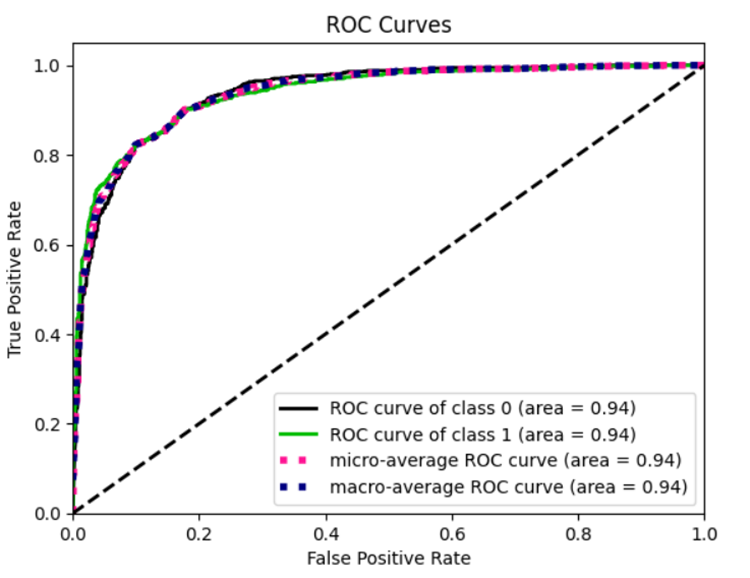 ROC Curves
1.0
0.8
0.6
0.4
0.2
0.0
True Positive Rate
ROC curve of class 0 (area = 0.94)
ROC curve of class 1 (area = 0.94)
micro-average ROC curve (area = 0.94)
macro-average ROC curve (area = 0.94)
0.0 0.2 0.4 0.6 0.8 1.0
False Positive Rate